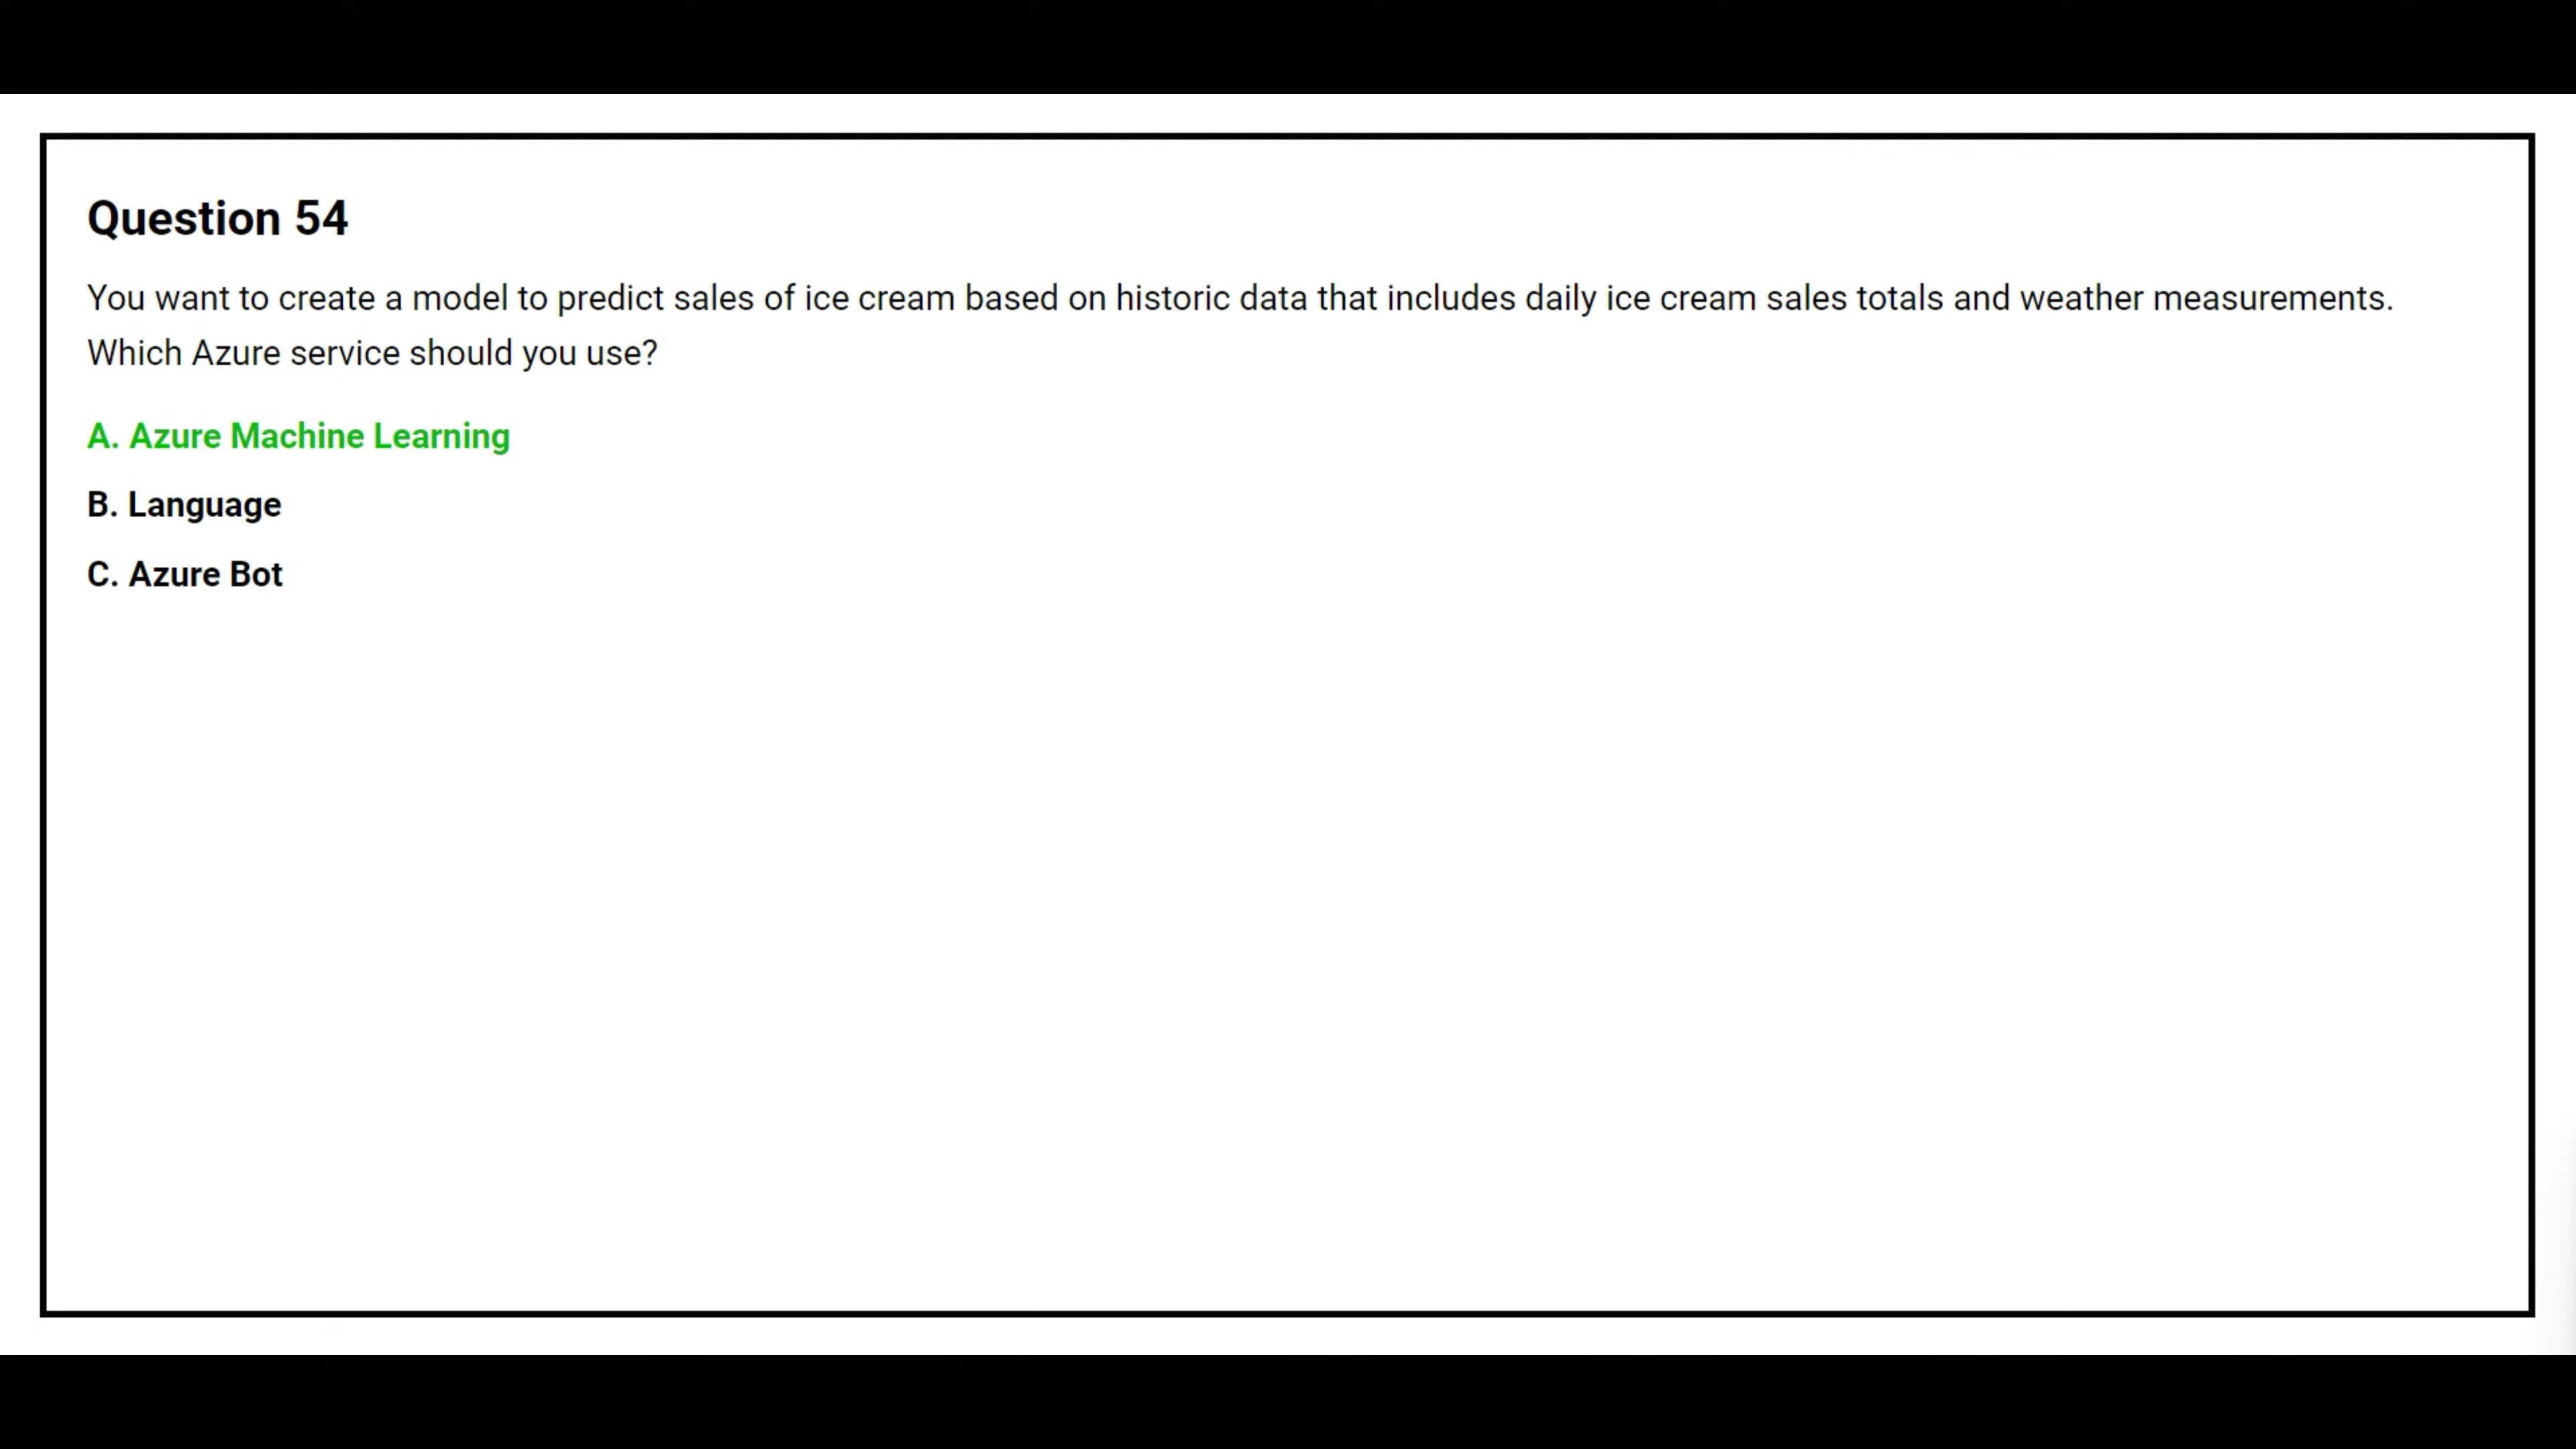 Question 54
You want to create a model to predict sales of ice cream based on historic data that includes daily ice cream sales totals and weather measurements.
Which Azure service should you use?
A. Azure Machine Learning
B. Language
C. Azure Bot